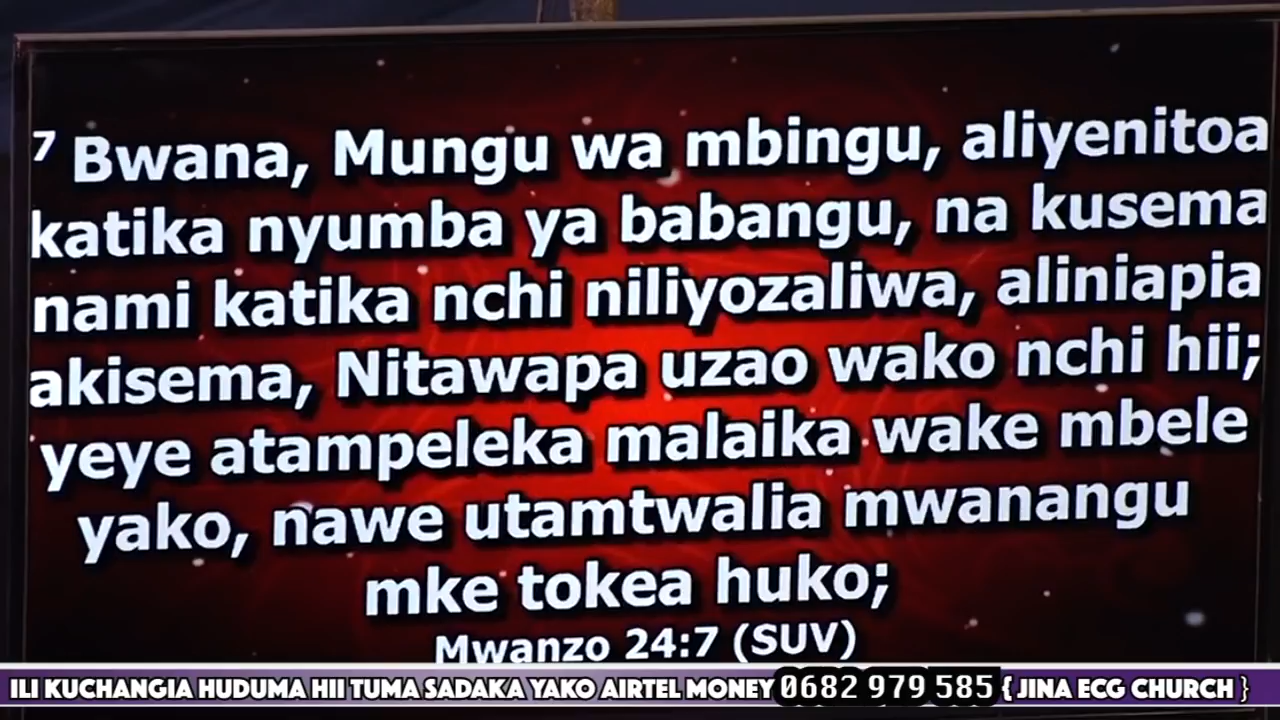 7 Bwana, Mungu wa mbingu, aliyenitoa
katika nyumba ya babangu, na kusema
nami katika nchi niliyozaliwa, aliniapia
akisema, Nitawapa uzao wako nchi hii;
yeye atampeleka malaika wake mbele
yako, nawe utamtwalia mwanangu
mke tokea huko;
Mwanzo 24:7 (SUV)
ILI KUCHANGIA HUDUMA HII TUMA SADAKA YAKO AIRTEL MONEY 0682 979 585 { JINA ECG CHURCH }